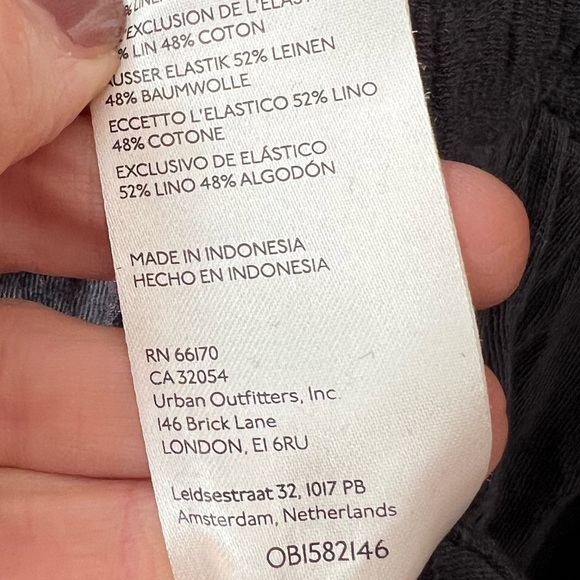 EXCLUSION DE L'ELAST
% LIN 48% COTON
USSER ELASTIK 52% LEINEN
48% BAUMWOLLE
ECCETTO L'ELASTICO 52% LINO
48% COTONE
EXCLUSIVO DE ELÁSTICO
52% LINO 48% ALGODÓN
MADE IN INDONESIA
HECHO EN INDONESIA
RN 66170
CA 32054
Urban Outfitters, Inc.
146 Brick Lane
LONDON, E1 6RU
Leidsestraat 32, 1017 PB
Amsterdam, Netherlands
OB1582146